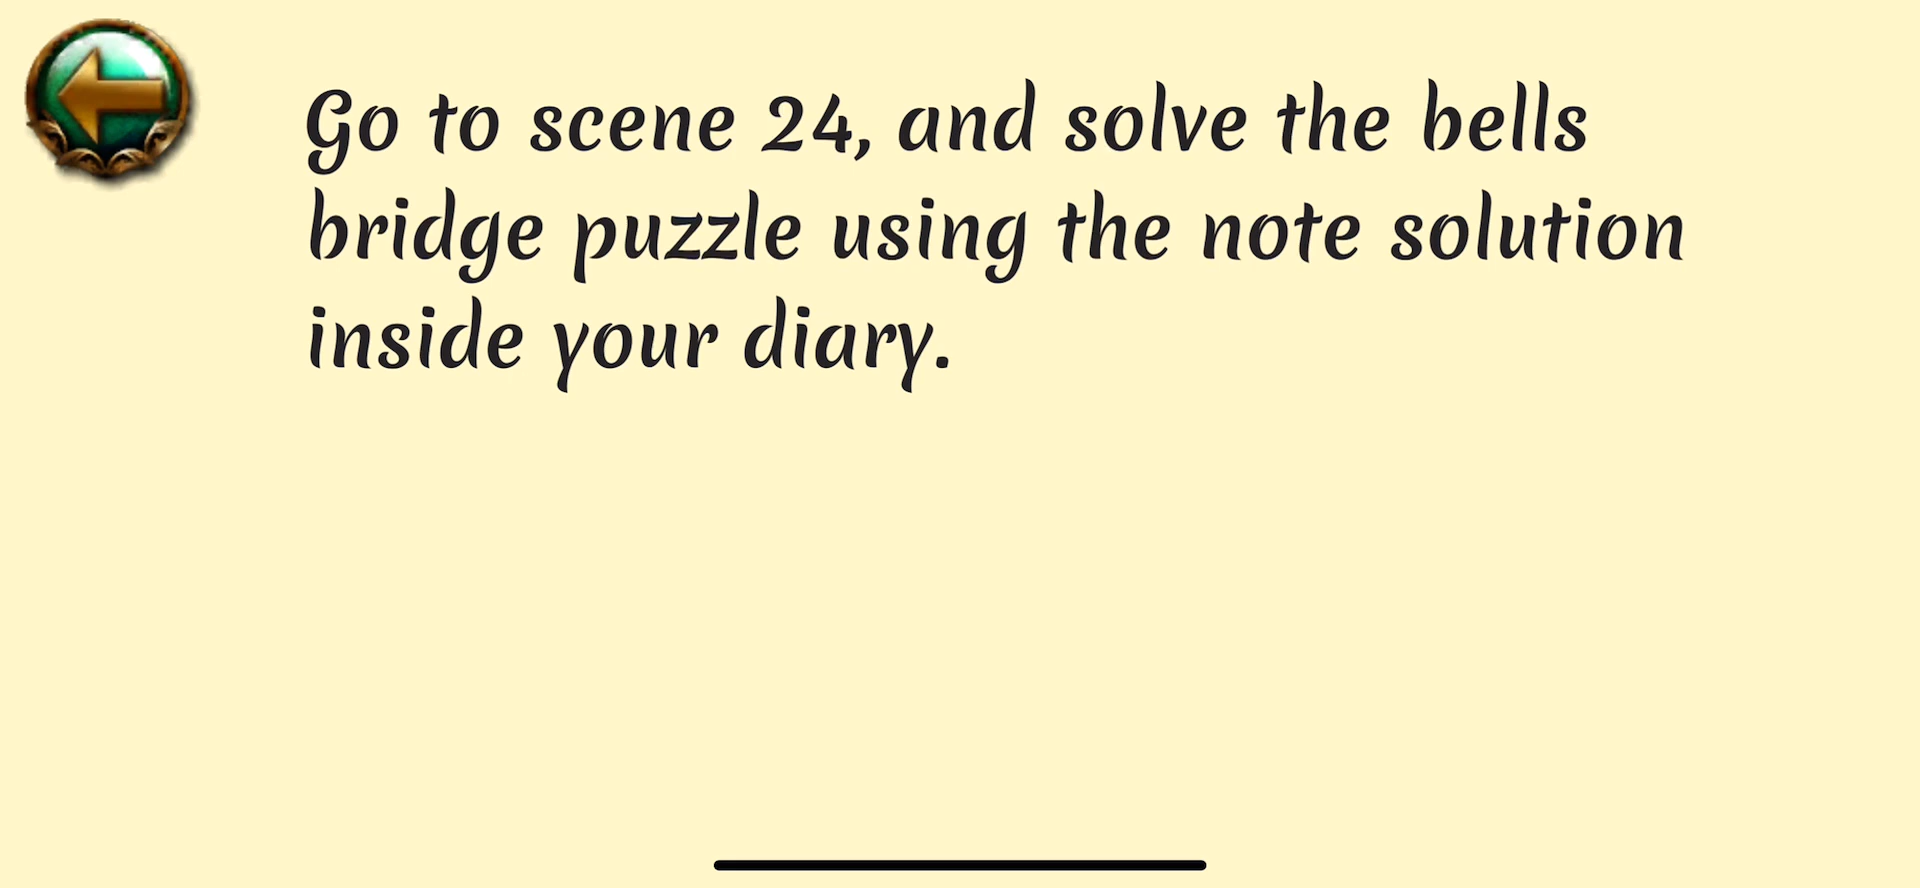 Go to scene 24, and solve the bells
bridge puzzle using the note solution
inside your diary.